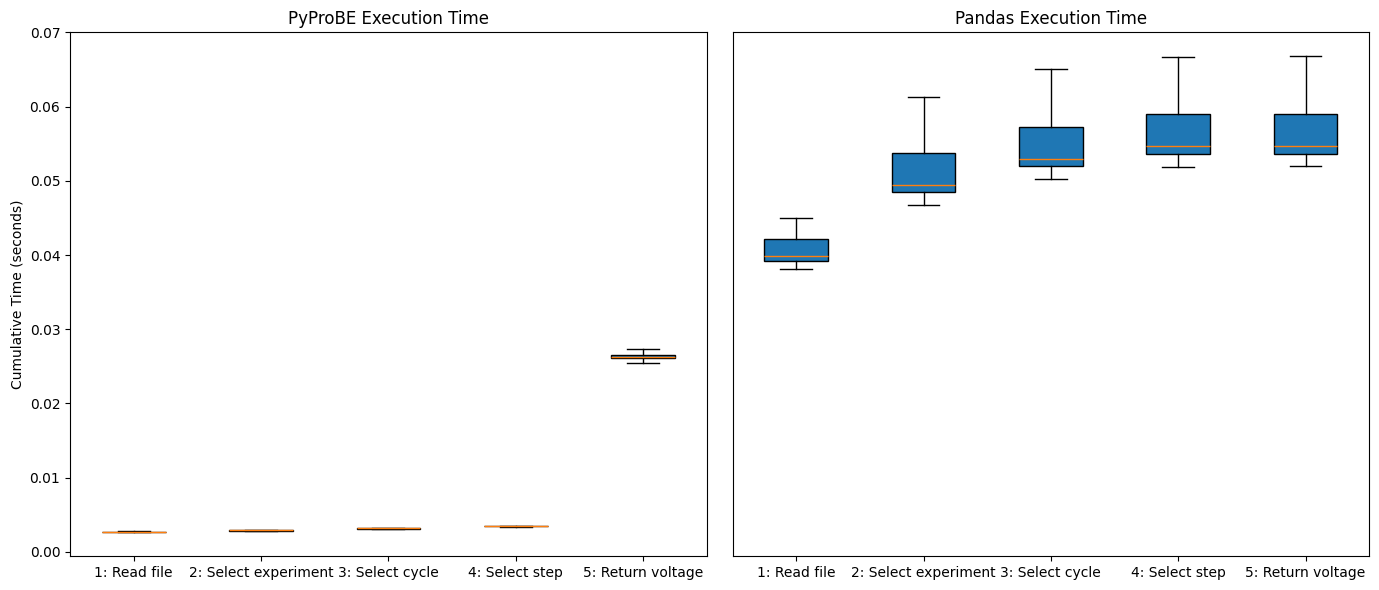 PyProBE Execution Time
Pandas Execution Time
Cumulative Time (seconds)
0.07
0.06
0.05
0.04
0.03
0.02
0.01
0.00
1: Read file
2: Select experiment
3: Select cycle
4: Select step
5: Return voltage
1: Read file
2: Select experiment
3: Select cycle
4: Select step
5: Return voltage